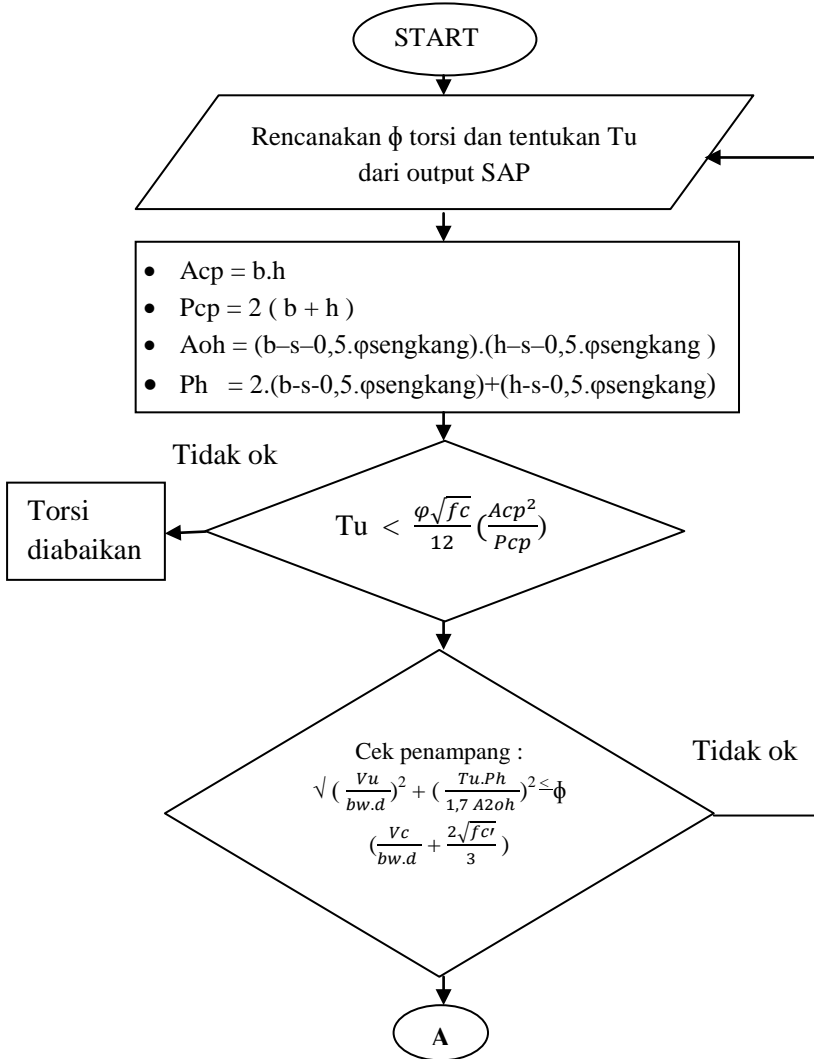 START
Rencanakan ϕ torsi dan tentukan Tu
dari output SAP
• Acp = b.h
• Pcp = 2 ( b + h )
• Aoh = (b–s–0,5.φsengkang).(h–s–0,5.φsengkang )
• Ph = 2.(b-s-0,5.φsengkang)+(h-s-0,5.φsengkang)
Tidak ok
Torsi
diabaikan
Tu < φ√fc/12 (Acp²/Pcp)
Cek penampang :
√ ( Vu/bw.d )² + ( Tu.Ph/1,7 A2oh )² ≤ ϕ
( Vc/bw.d + 2√fc′/3 )
Tidak ok
A